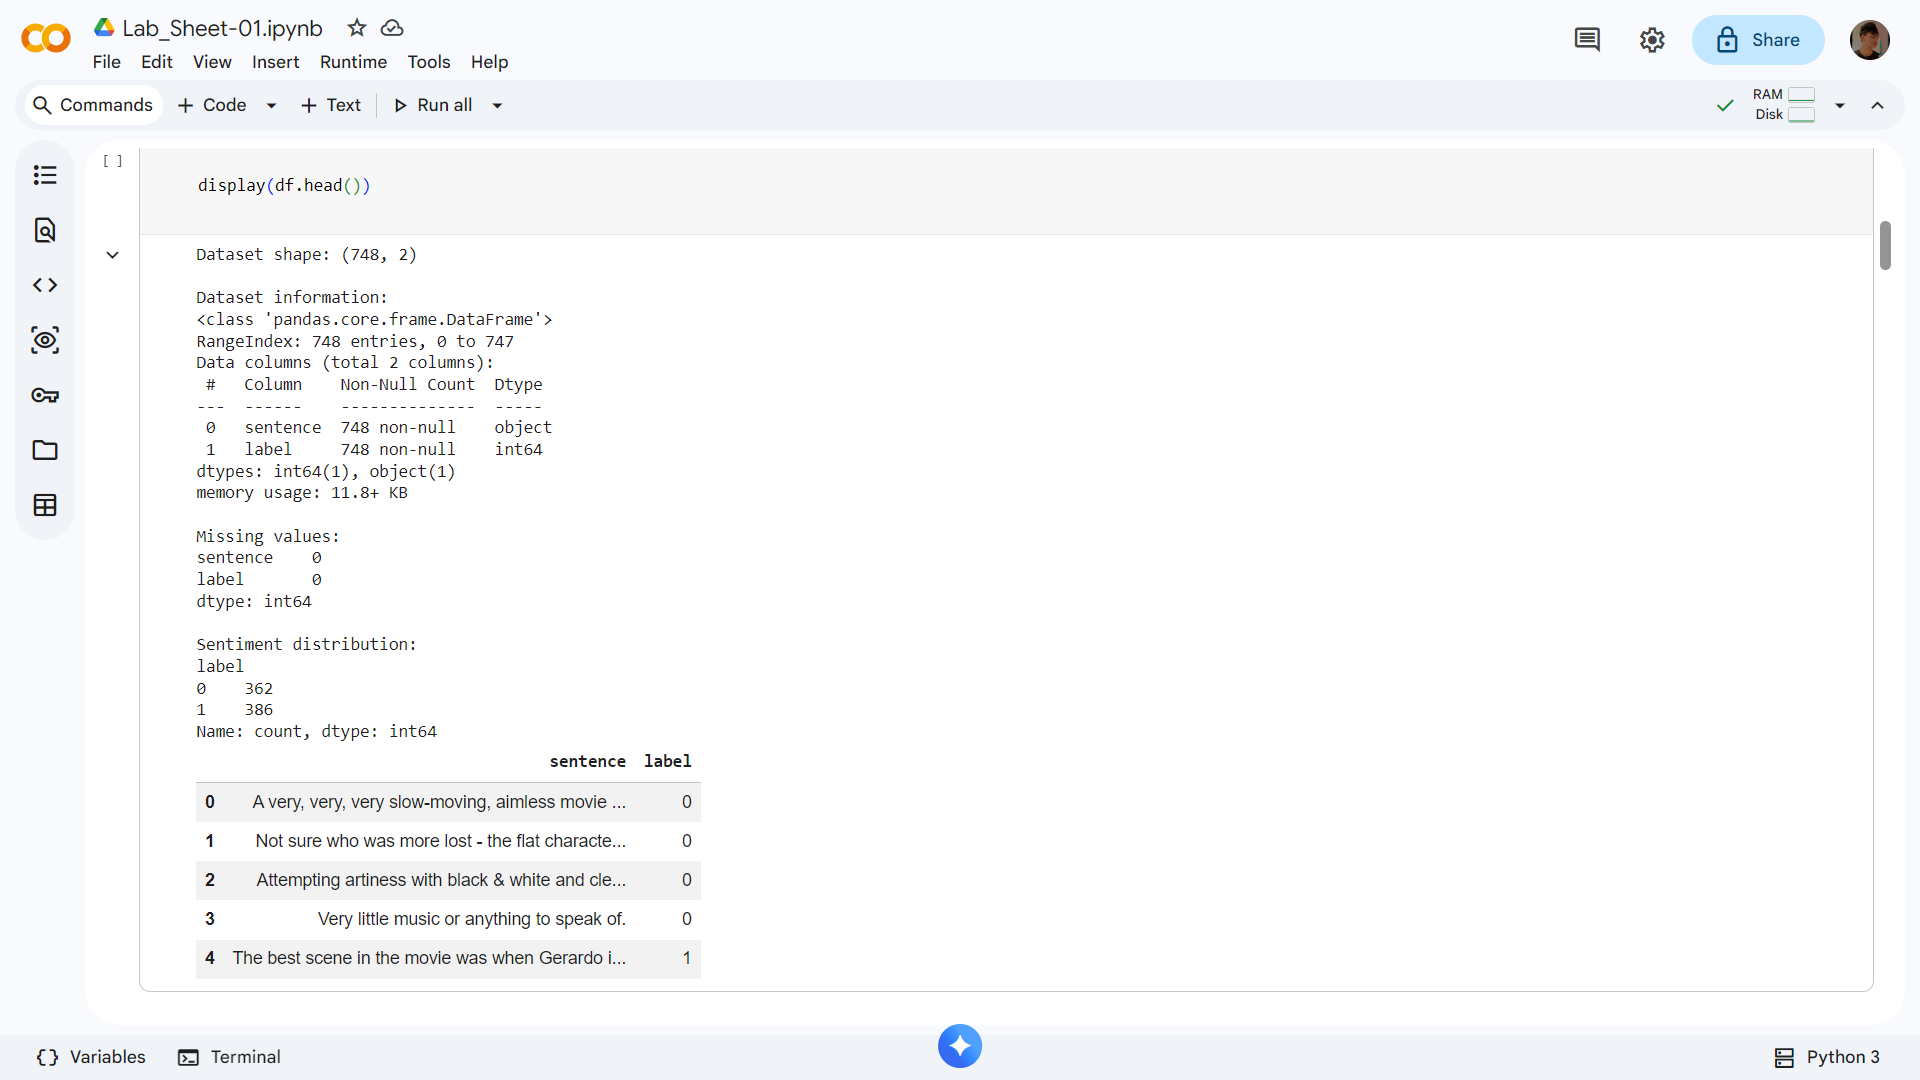 Lab_Sheet-01.ipynb
File Edit View Insert Runtime Tools Help
Share
Commands + Code + Text Run all
RAM
Disk
[ ]
display(df.head())
Dataset shape: (748, 2)
Dataset information:
<class 'pandas.core.frame.DataFrame'>
RangeIndex: 748 entries, 0 to 747
Data columns (total 2 columns):
 #   Column    Non-Null Count  Dtype
---  ------    --------------  -----
 0   sentence  748 non-null    object
 1   label     748 non-null    int64
dtypes: int64(1), object(1)
memory usage: 11.8+ KB
Missing values:
sentence    0
label       0
dtype: int64
Sentiment distribution:
label
0    362
1    386
Name: count, dtype: int64
sentence label
0 A very, very, very slow-moving, aimless movie ... 0
1 Not sure who was more lost - the flat characte... 0
2 Attempting artiness with black & white and cle... 0
3 Very little music or anything to speak of. 0
4 The best scene in the movie was when Gerardo i... 1
Variables Terminal
Python 3